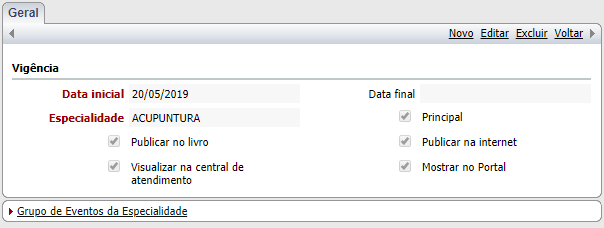 Geral
Novo Editar Excluir Voltar
Vigência
Data inicial 20/05/2019 Data final
Especialidade ACUPUNTURA Principal
Publicar no livro Publicar na internet
Visualizar na central de Mostrar no Portal
atendimento
Grupo de Eventos da Especialidade